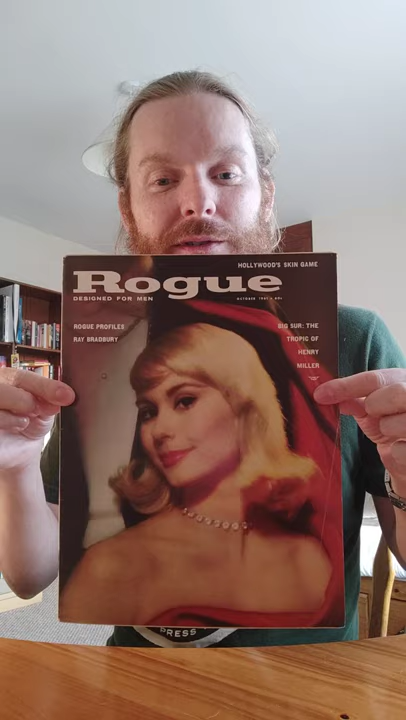 HOLLYWOOD'S SKIN GAME
Rogue
DESIGNED FOR MEN
ROGUE PROFILES
RAY BRADBURY
BIG SUR: THE
TROPIC OF
HENRY
MILLER
PRESS